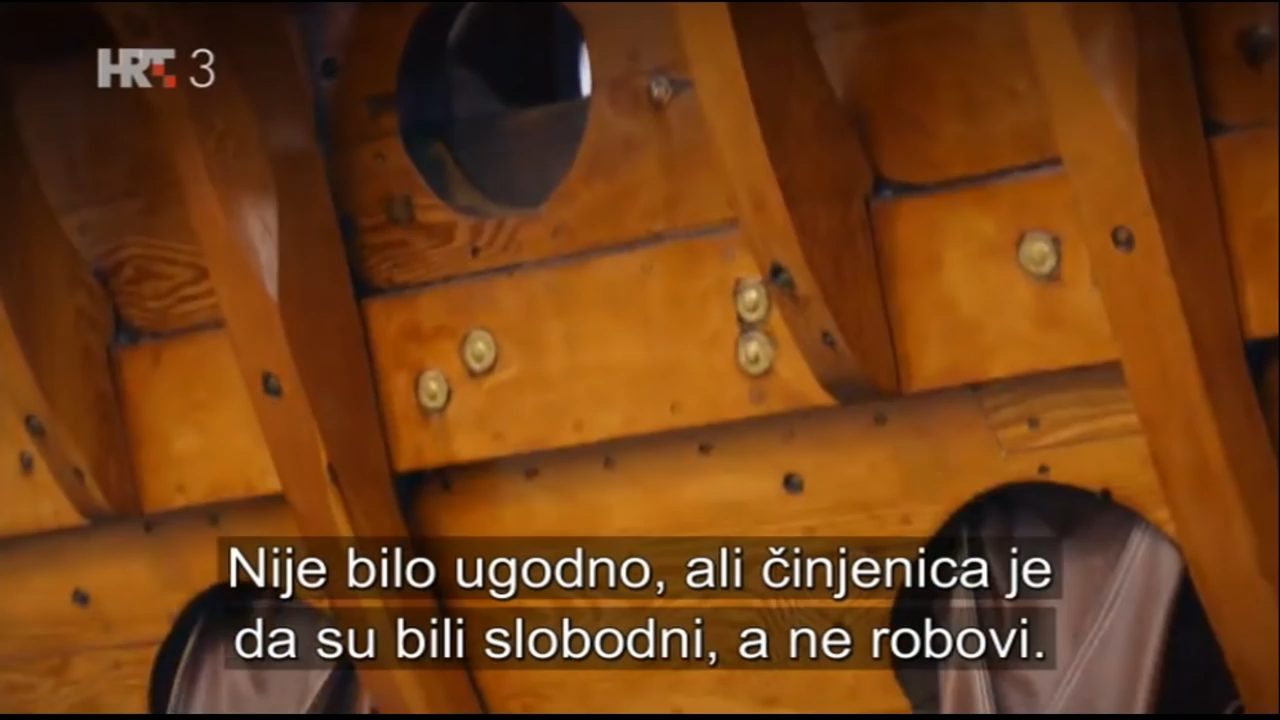 HRT 3
Nije bilo ugodno, ali činjenica je
da su bili slobodni, a ne robovi.